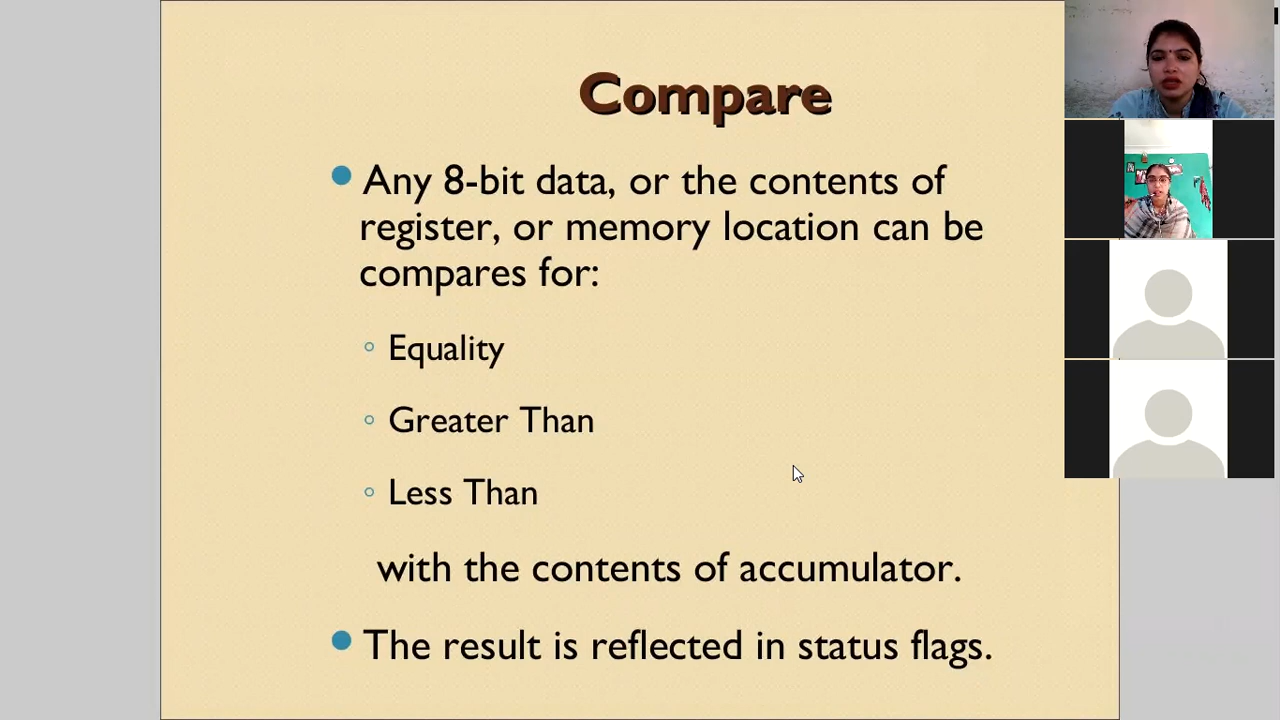 Compare
Any 8-bit data, or the contents of
register, or memory location can be
compares for:
Equality
Greater Than
Less Than
with the contents of accumulator.
The result is reflected in status flags.